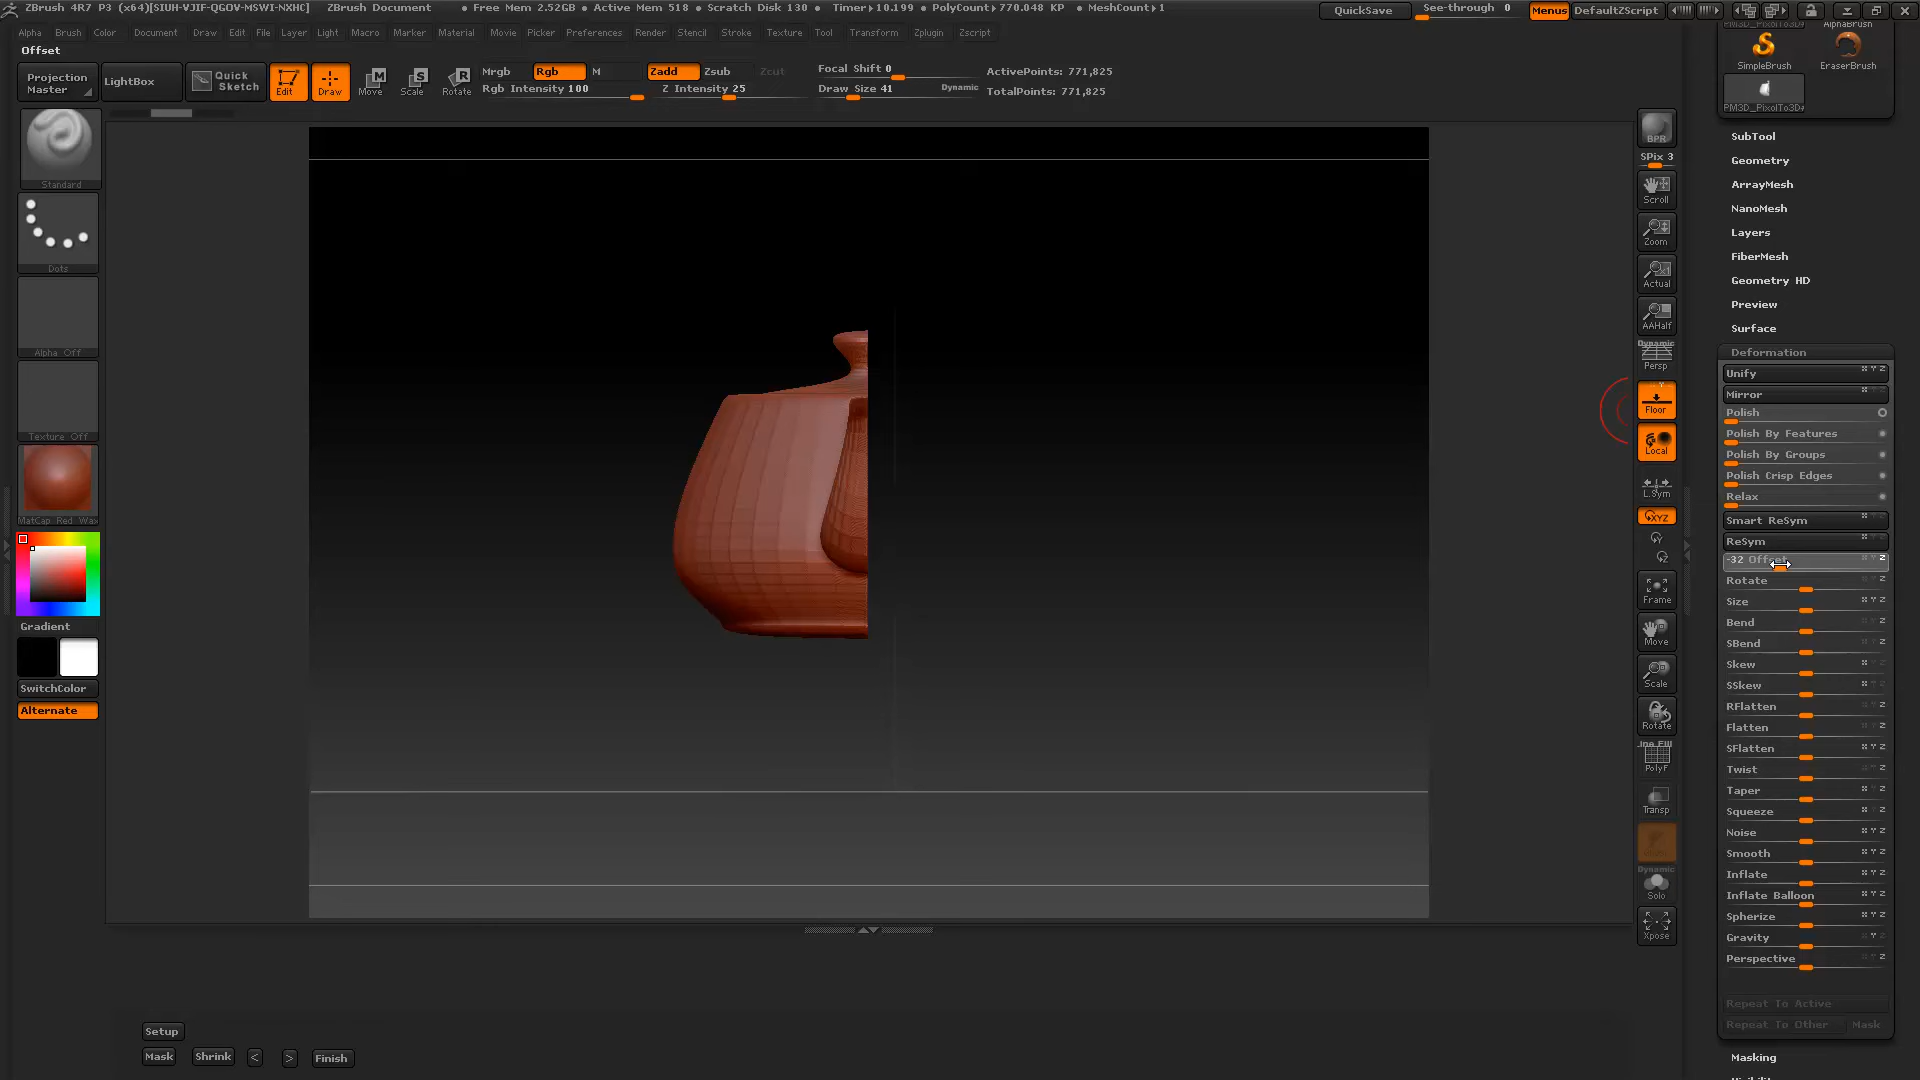 ZBrush 4R7 P3 (x64)[SIUH-VJIF-QGOV-MSWI-NXHC] ZBrush Document • Free Mem 2.52GB • Active Mem 518 • Scratch Disk 130 • Timer▸10.199 • PolyCount▸770.048 KP • MeshCount▸1 QuickSave See-through 0 Menus DefaultZScript
Alpha Brush Color Document Draw Edit File Layer Light Macro Marker Material Movie Picker Preferences Render Stencil Stroke Texture Tool Transform Zplugin Zscript
Offset
Projection Master
LightBox
Quick Sketch
Edit
Draw
Move
Scale
Rotate
Mrgb Rgb M
Rgb Intensity 100
Zadd Zsub Zcut
Z Intensity 25
Focal Shift 0
Draw Size 41
Dynamic
ActivePoints: 771,825
TotalPoints: 771,825
Standard
Dots
Alpha Off
Texture Off
MatCap Red Wax
Gradient
SwitchColor
Alternate
BPR
SPix 3
Scroll
Zoom
Actual
AAHalf
Dynamic
Persp
Floor
Local
L.Sym
XYZ
Frame
Move
Scale
Rotate
Line Fill
PolyF
Transp
Dynamic
Solo
Xpose
AlphaBrush
SimpleBrush
EraserBrush
SubTool
Geometry
ArrayMesh
NanoMesh
Layers
FiberMesh
Geometry HD
Preview
Surface
Deformation
Unify
Mirror
Polish
Polish By Features
Polish By Groups
Polish Crisp Edges
Relax
Smart ReSym
ReSym
-32 Offset
Rotate
Size
Bend
SBend
Skew
SSkew
RFlatten
Flatten
SFlatten
Twist
Taper
Squeeze
Noise
Smooth
Inflate
Inflate Balloon
Spherize
Gravity
Perspective
Repeat To Active
Repeat To Other Mask
Masking
Setup
Mask Shrink < > Finish